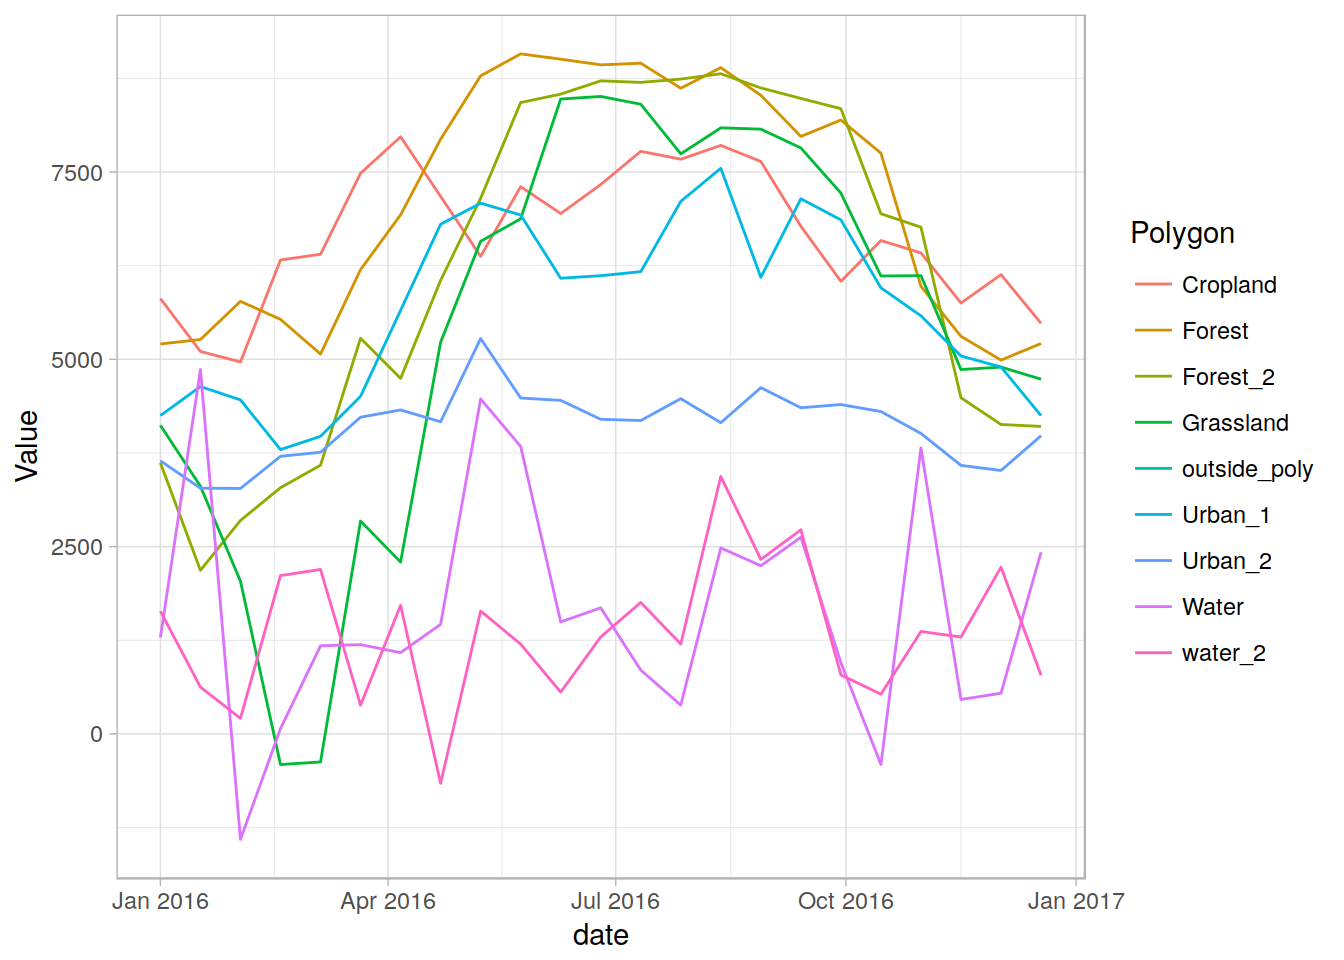 7500
5000
2500
0
Value
Jan 2016 Apr 2016 Jul 2016 Oct 2016 Jan 2017
date
Polygon
Cropland
Forest
Forest_2
Grassland
outside_poly
Urban_1
Urban_2
Water
water_2